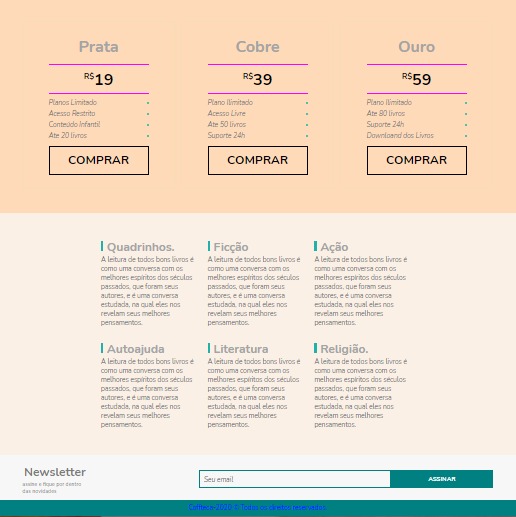 Prata
Cobre
Ouro
R$19
R$39
R$59
Planos Limitado
Acesso Restrito
Conteúdo Infantil
Ate 20 livros
Plano Ilimitado
Acesso Livre
Ate 50 livros
Suporte 24h
Plano Ilimitado
Ate 80 livros
Suporte 24h
Downloand dos Livros
COMPRAR
COMPRAR
COMPRAR
Quadrinhos.
A leitura de todos bons livros é
como uma conversa com os
melhores espíritos dos séculos
passados, que foram seus
autores, e é uma conversa
estudada, na qual eles nos
revelam seus melhores
pensamentos.
Ficção
A leitura de todos bons livros é
como uma conversa com os
melhores espíritos dos séculos
passados, que foram seus
autores, e é uma conversa
estudada, na qual eles nos
revelam seus melhores
pensamentos.
Ação
A leitura de todos bons livros é
como uma conversa com os
melhores espíritos dos séculos
passados, que foram seus
autores, e é uma conversa
estudada, na qual eles nos
revelam seus melhores
pensamentos.
Autoajuda
A leitura de todos bons livros é
como uma conversa com os
melhores espíritos dos séculos
passados, que foram seus
autores, e é uma conversa
estudada, na qual eles nos
revelam seus melhores
pensamentos.
Literatura
A leitura de todos bons livros é
como uma conversa com os
melhores espíritos dos séculos
passados, que foram seus
autores, e é uma conversa
estudada, na qual eles nos
revelam seus melhores
pensamentos.
Religião.
A leitura de todos bons livros é
como uma conversa com os
melhores espíritos dos séculos
passados, que foram seus
autores, e é uma conversa
estudada, na qual eles nos
revelam seus melhores
pensamentos.
Newsletter
assine e fique por dentro
das novidades
Seu email
ASSINAR
2020 © Todos os direitos reservados